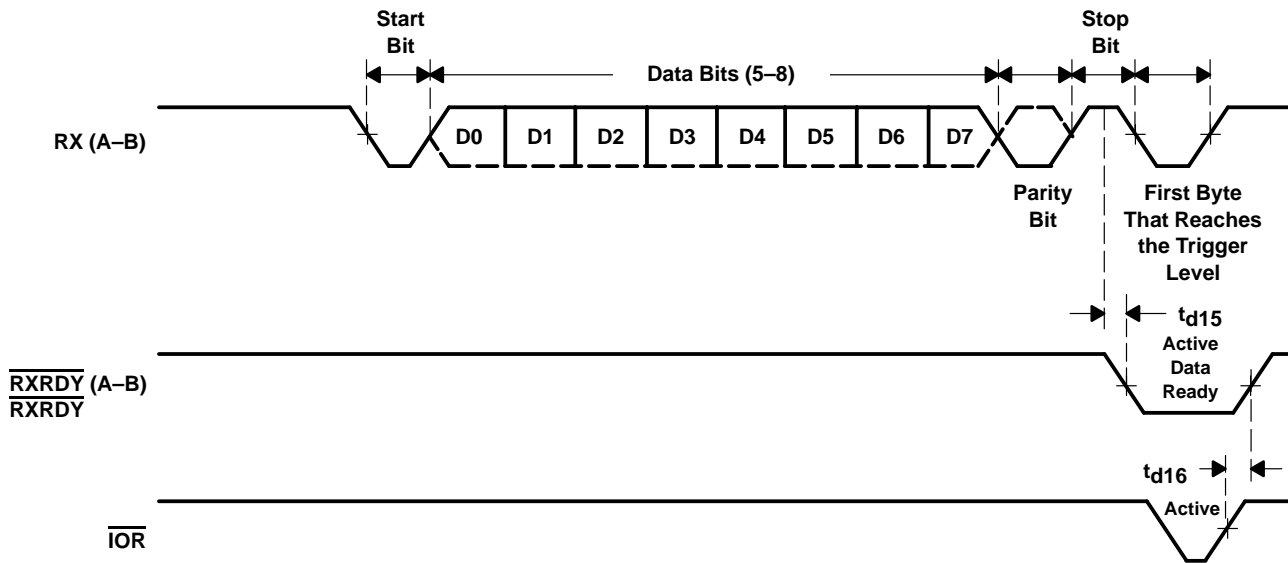 Start
Bit
Data Bits (5–8)
Stop
Bit
RX (A–B)
D0
D1
D2
D3
D4
D5
D6
D7
Parity
Bit
First Byte
That Reaches
the Trigger
Level
td15
Active
Data
Ready
RXRDY (A–B)
RXRDY
td16
Active
IOR